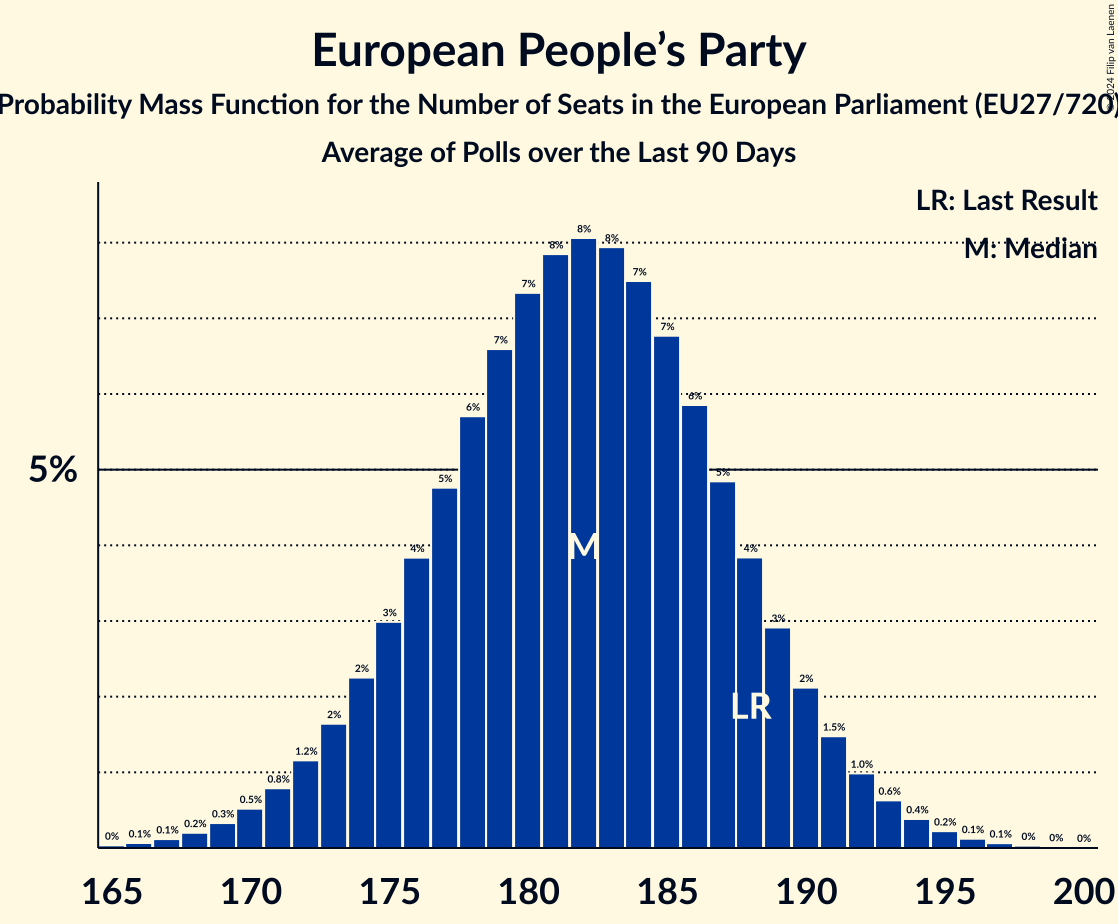 European People's Party
Probability Mass Function for the Number of Seats in the European Parliament (EU27/720)
Average of Polls over the Last 90 Days
© 2024 Filip van Laenen
LR: Last Result
M: Median
5%
0% 0.1% 0.1% 0.2% 0.3% 0.5% 0.8% 1.2% 2% 2% 3% 4% 5% 6% 7% 7% 8% 8% 8% 7% 7% 6% 5% 4% 3% 2% 1.5% 1.0% 0.6% 0.4% 0.2% 0.1% 0.1% 0% 0% 0%
M
LR
165 170 175 180 185 190 195 200